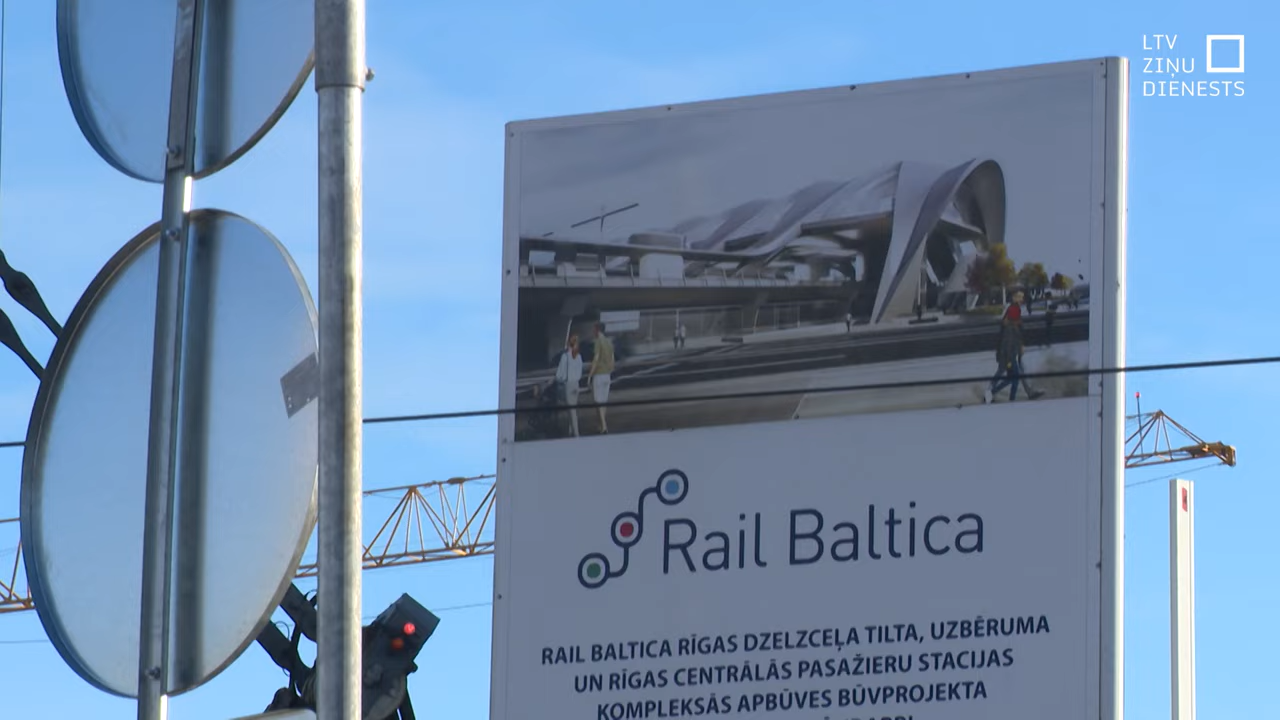 LTV
ZIŅU
DIENESTS
Rail Baltica
RAIL BALTICA RĪGAS DZELZCEĻA TILTA, UZBĒRUMA
UN RĪGAS CENTRĀLĀS PASAŽIERU STACIJAS
KOMPLEKSĀS APBŪVES BŪVPROJEKTA